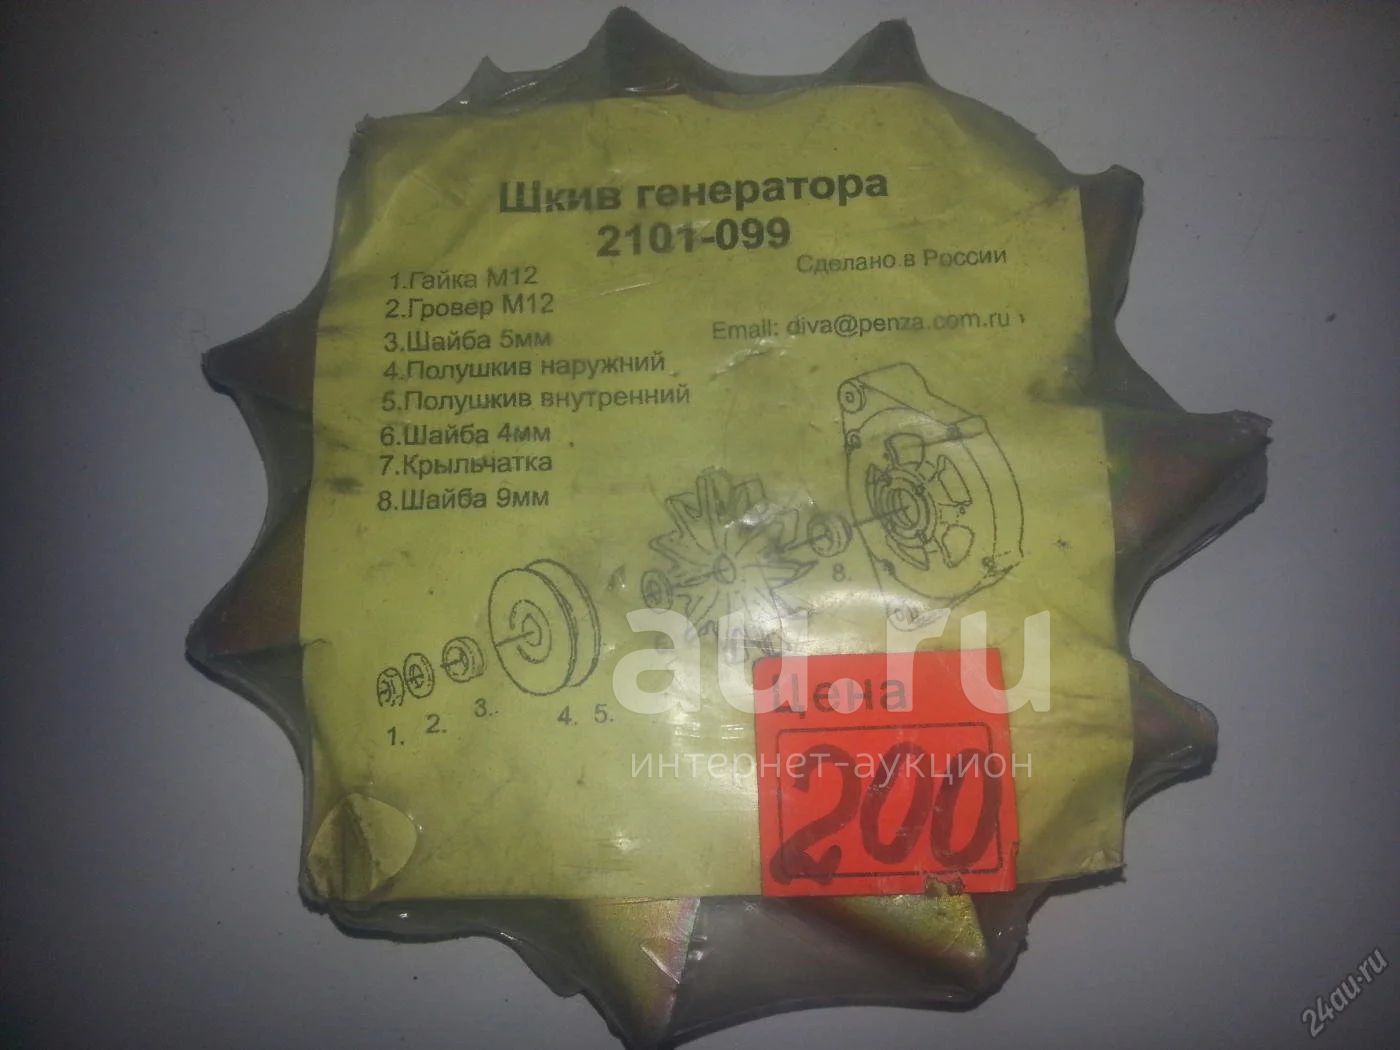 Шкив генератора
2101-099
Сделано в России
1.Гайка М12
2.Гровер М12
3.Шайба 5мм
4.Полушкив наружний
5.Полушкив внутренний
6.Шайба 4мм
7.Крыльчатка
8.Шайба 9мм
Email: diva@penza.com.ru
8.
1.
2.
3.
4. 5.
au.ru
интернет-аукцион
Цена
200
24au.ru